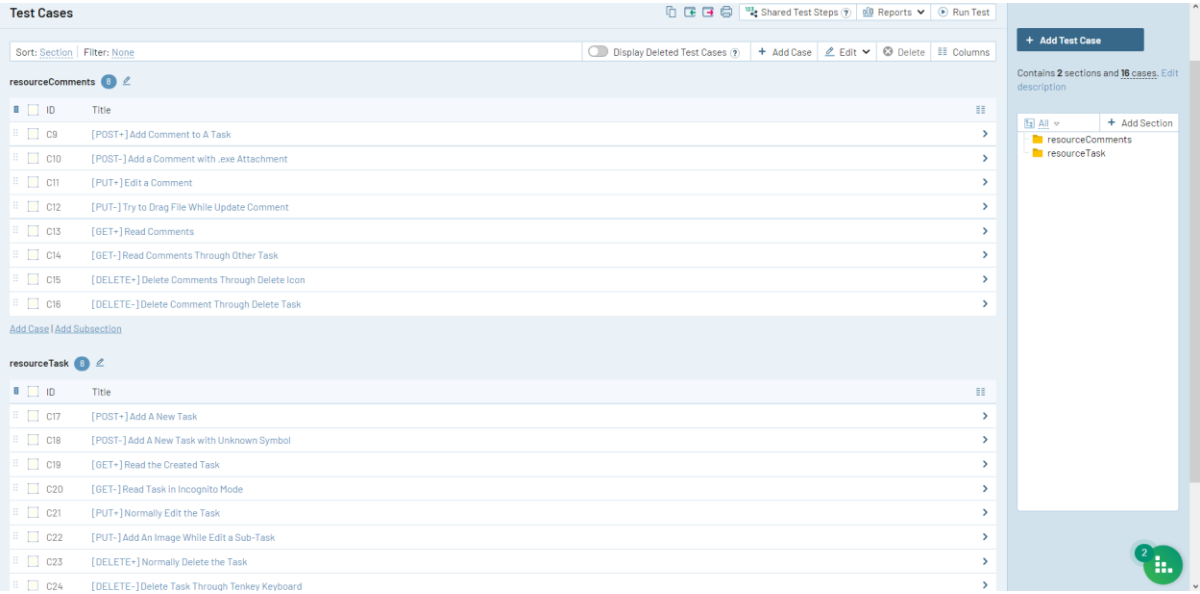 Test Cases
Shared Test Steps ? Reports Run Test
Sort: Section Filter: None
Display Deleted Test Cases ? + Add Case Edit Delete Columns
resourceComments 8
ID Title
C9 [POST+] Add Comment to A Task
C10 [POST-] Add a Comment with .exe Attachment
C11 [PUT+] Edit a Comment
C12 [PUT-] Try to Drag File While Update Comment
C13 [GET+] Read Comments
C14 [GET-] Read Comments Through Other Task
C15 [DELETE+] Delete Comments Through Delete Icon
C16 [DELETE-] Delete Comment Through Delete Task
Add Case | Add Subsection
resourceTask 8
ID Title
C17 [POST+] Add A New Task
C18 [POST-] Add A New Task with Unknown Symbol
C19 [GET+] Read the Created Task
C20 [GET-] Read Task in Incognito Mode
C21 [PUT+] Normally Edit the Task
C22 [PUT-] Add An Image While Edit a Sub-Task
C23 [DELETE+] Normally Delete the Task
C24 [DELETE-] Delete Task Through Tenkey Keyboard
+ Add Test Case
Contains 2 sections and 16 cases. Edit
description
All + Add Section
resourceComments
resourceTask
2